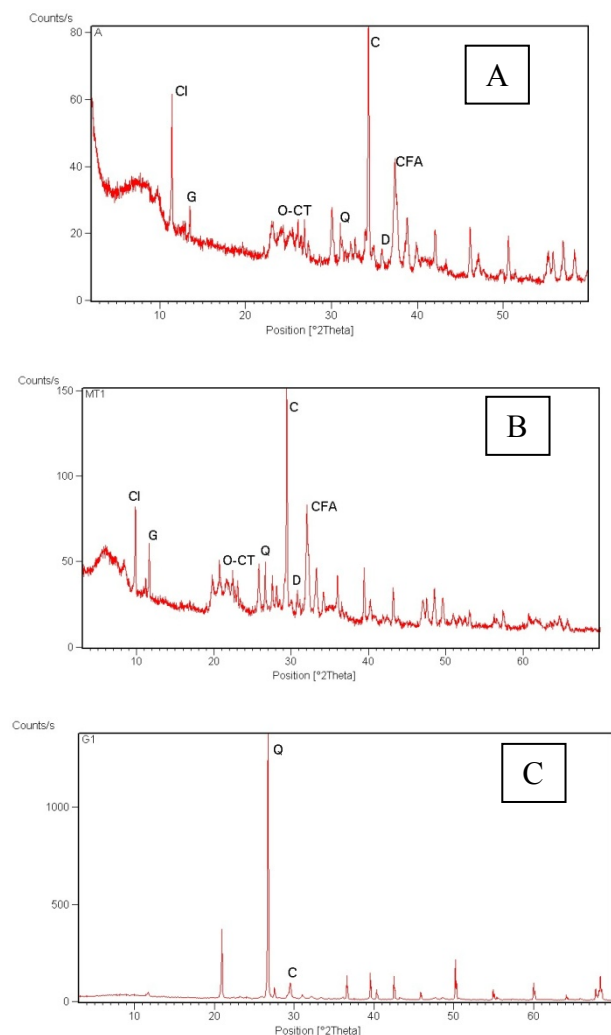 Counts/s
A
80
60
40
20
0
Cl
G
O-CT
Q
C
D
CFA
A
10
20
30
40
50
Position [°2Theta]
Counts/s
MT1
150
100
50
0
Cl
G
O-CT
Q
C
D
CFA
B
10
20
30
40
50
60
Position [°2Theta]
Counts/s
G1
1000
500
0
Q
C
C
10
20
30
40
50
60
Position [°2Theta]